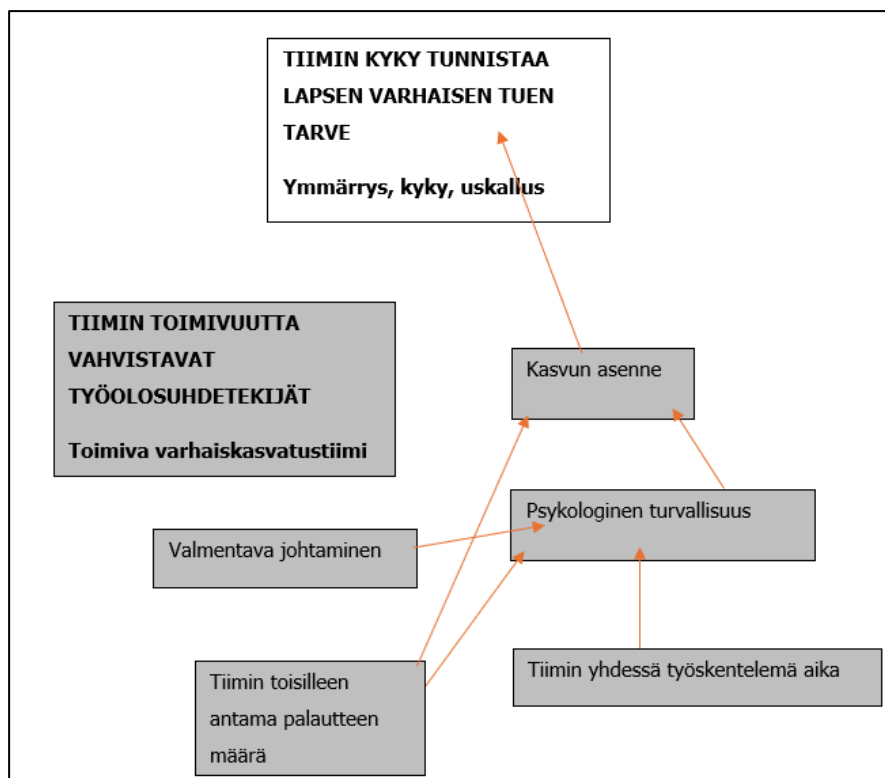 TIIMIN KYKY TUNNISTAA
LAPSEN VARHAISEN TUEN
TARVE
Ymmärrys, kyky, uskallus
TIIMIN TOIMIVUUTTA
VAHVISTAVAT
TYÖOLOSUHDETEKIJÄT
Toimiva varhaiskasvatustiimi
Kasvun asenne
Psykologinen turvallisuus
Valmentava johtaminen
Tiimin yhdessä työskentelemä aika
Tiimin toisilleen
antama palautteen
määrä